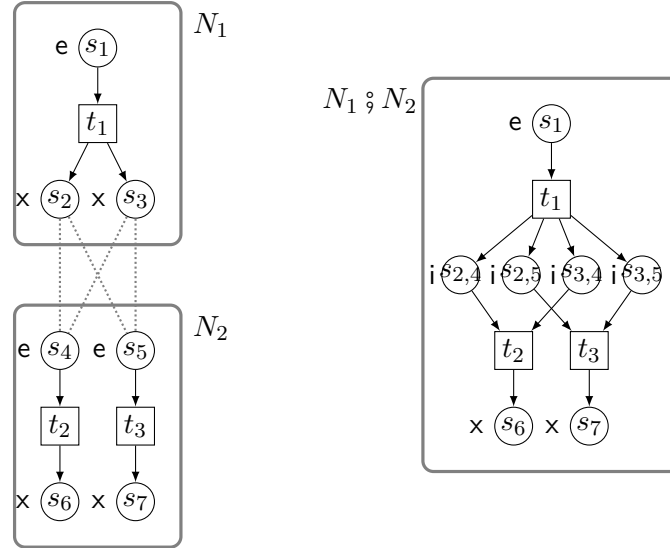 N₁
e s₁
t₁
x s₂ x s₃
N₂
e s₄ e s₅
t₂ t₃
x s₆ x s₇
N₁ ⨟ N₂
e s₁
t₁
i s₂,₄ i s₂,₅ i s₃,₄ i s₃,₅
t₂ t₃
x s₆ x s₇